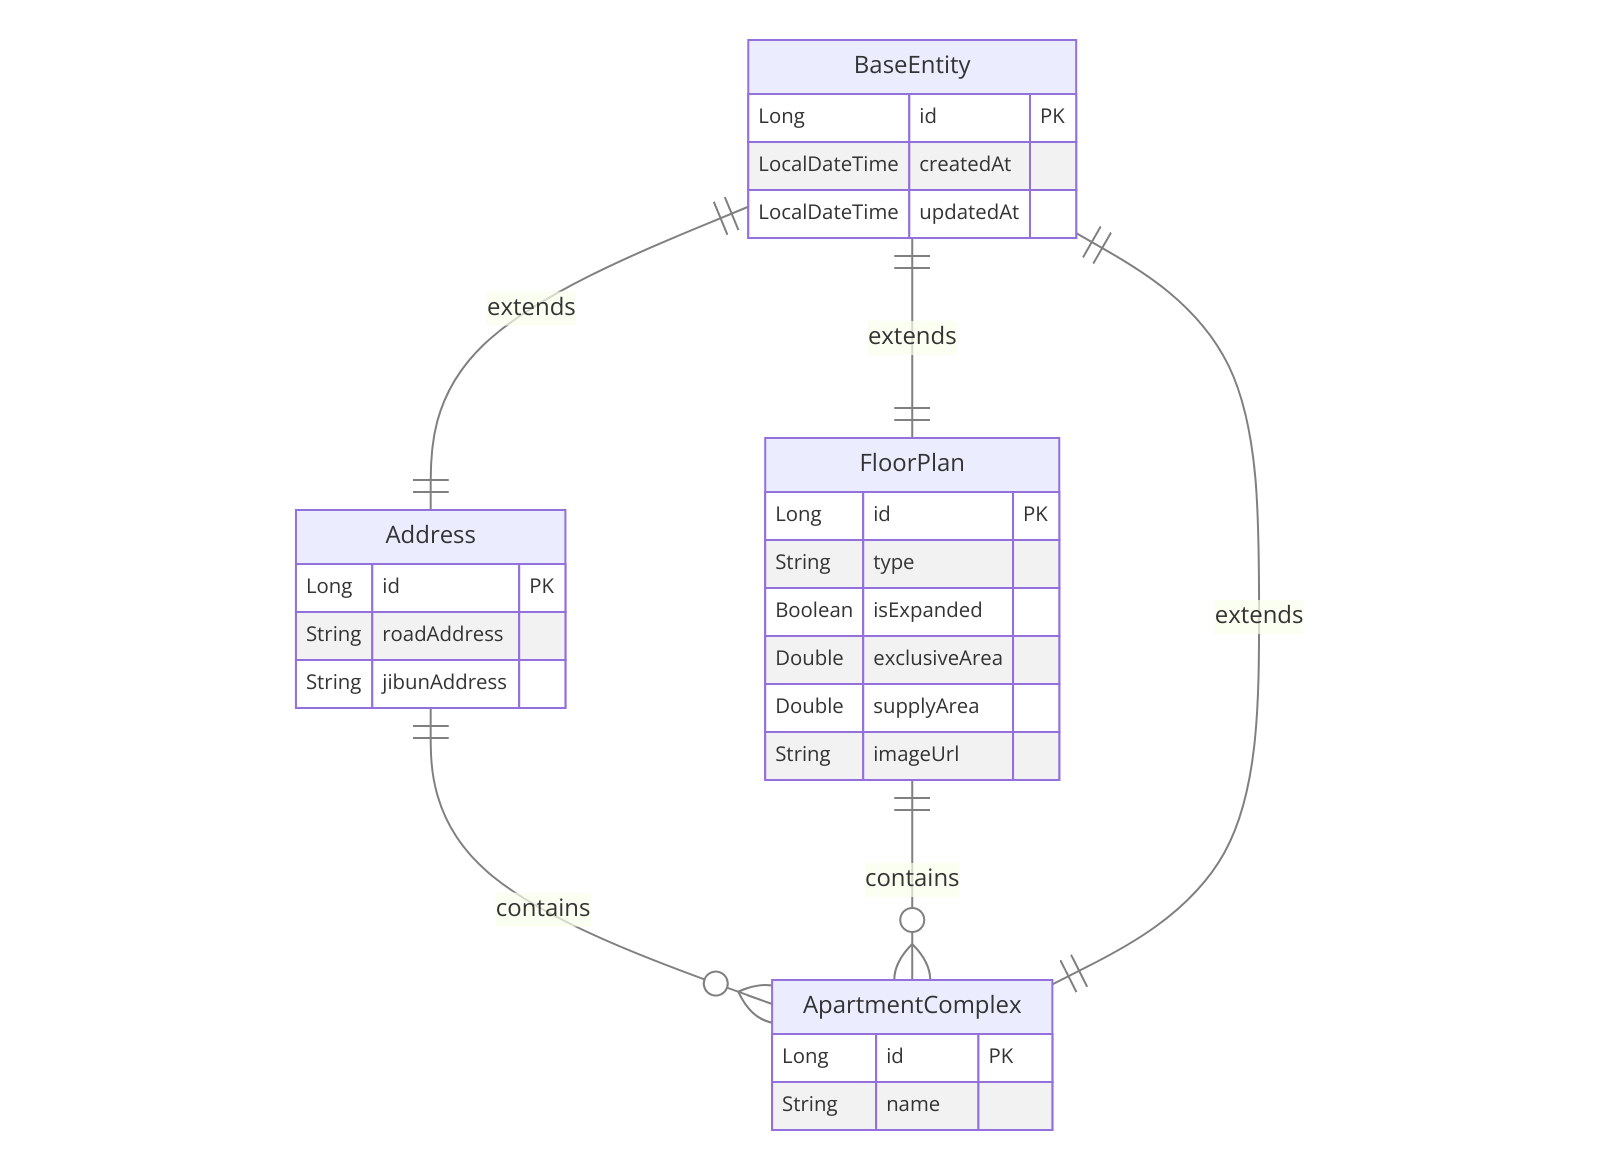 BaseEntity
Long id PK
LocalDateTime createdAt
LocalDateTime updatedAt
extends
extends
extends
FloorPlan
Long id PK
String type
Boolean isExpanded
Double exclusiveArea
Double supplyArea
String imageUrl
Address
Long id PK
String roadAddress
String jibunAddress
contains
contains
ApartmentComplex
Long id PK
String name